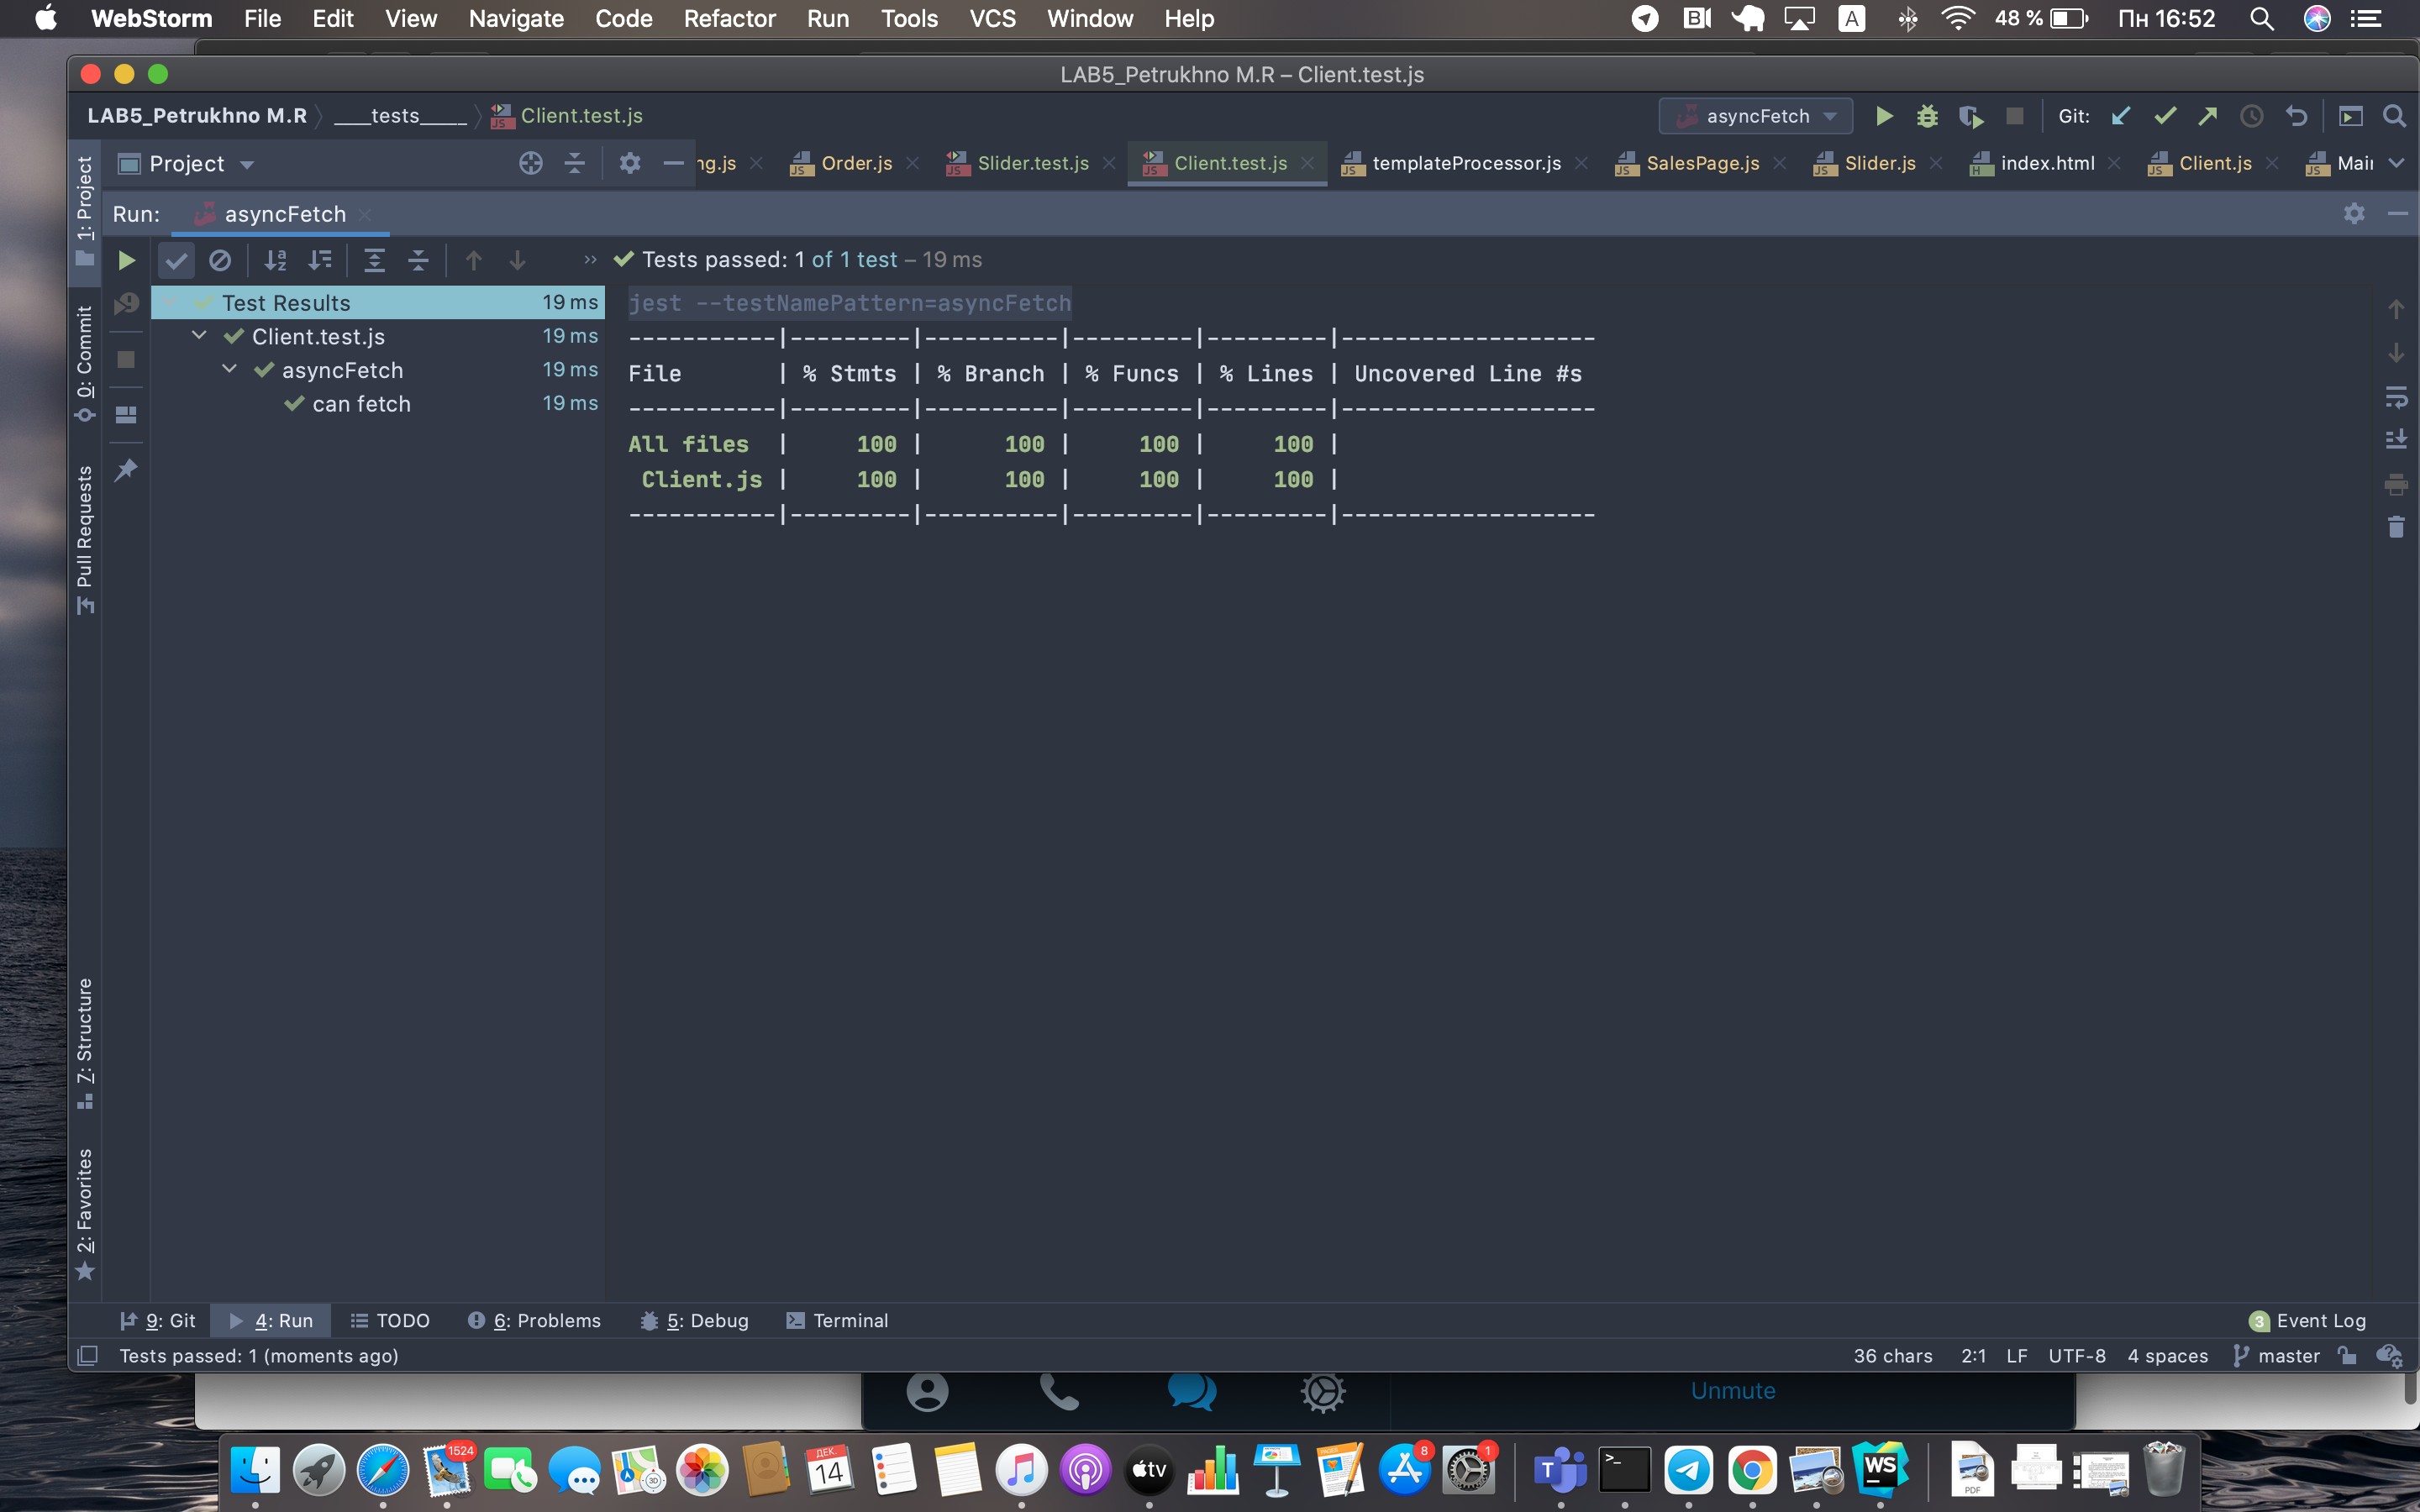 WebStorm File Edit View Navigate Code Refactor Run Tools VCS Window Help A 48 % Пн 16:52
LAB5_Petrukhno M.R – Client.test.js
LAB5_Petrukhno M.R ____tests____ Client.test.js asyncFetch Git:
Project ng.js Order.js Slider.test.js Client.test.js templateProcessor.js SalesPage.js Slider.js index.html Client.js Mai
Run: asyncFetch
Tests passed: 1 of 1 test – 19 ms
Test Results 19 ms
Client.test.js 19 ms
asyncFetch 19 ms
can fetch 19 ms
jest --testNamePattern=asyncFetch
-----------|---------|----------|---------|---------|-------------------
File | % Stmts | % Branch | % Funcs | % Lines | Uncovered Line #s
-----------|---------|----------|---------|---------|-------------------
All files | 100 | 100 | 100 | 100 |
Client.js | 100 | 100 | 100 | 100 |
-----------|---------|----------|---------|---------|-------------------
1: Project
0: Commit
Pull Requests
7: Structure
2: Favorites
9: Git 4: Run TODO 6: Problems 5: Debug Terminal 3 Event Log
Tests passed: 1 (moments ago) 36 chars 2:1 LF UTF-8 4 spaces master
Unmute
1524 ДЕК. 14 3D tv PAGES 8 1 T >_ WS PDF